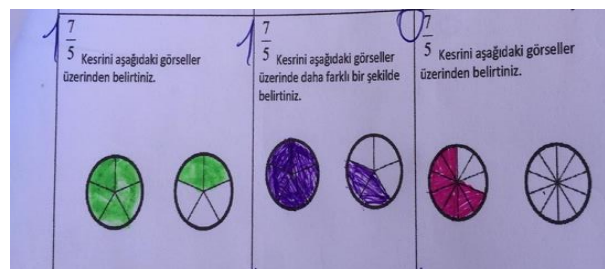 1
7
5 Kesrini aşağıdaki görseller
üzerinden belirtiniz.
1
7
5 Kesrini aşağıdaki görseller
üzerinde daha farklı bir şekilde
belirtiniz.
0
7
5 Kesrini aşağıdaki görseller
üzerinden belirtiniz.